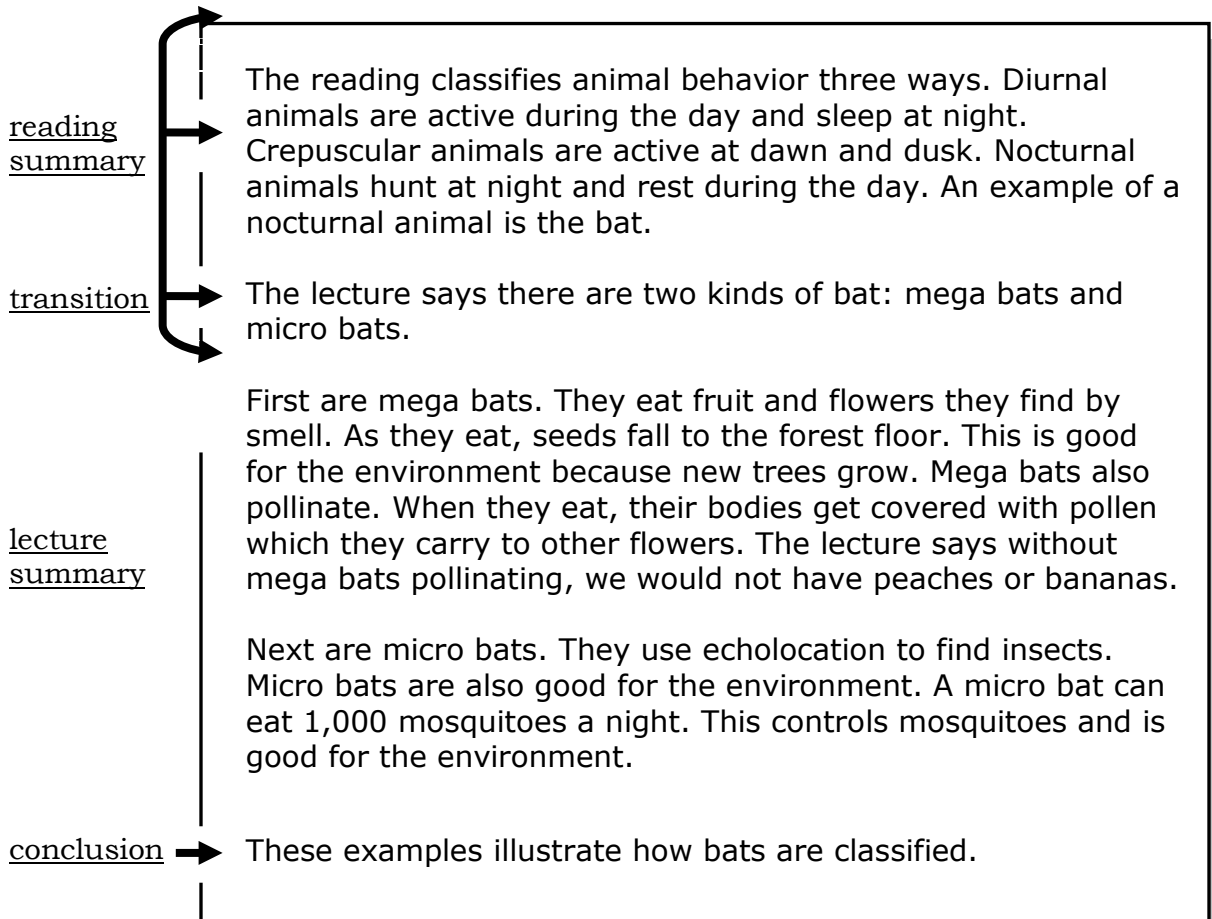 reading
summary
The reading classifies animal behavior three ways. Diurnal
animals are active during the day and sleep at night.
Crepuscular animals are active at dawn and dusk. Nocturnal
animals hunt at night and rest during the day. An example of a
nocturnal animal is the bat.
transition
The lecture says there are two kinds of bat: mega bats and
micro bats.
lecture
summary
First are mega bats. They eat fruit and flowers they find by
smell. As they eat, seeds fall to the forest floor. This is good
for the environment because new trees grow. Mega bats also
pollinate. When they eat, their bodies get covered with pollen
which they carry to other flowers. The lecture says without
mega bats pollinating, we would not have peaches or bananas.
Next are micro bats. They use echolocation to find insects.
Micro bats are also good for the environment. A micro bat can
eat 1,000 mosquitoes a night. This controls mosquitoes and is
good for the environment.
conclusion
These examples illustrate how bats are classified.